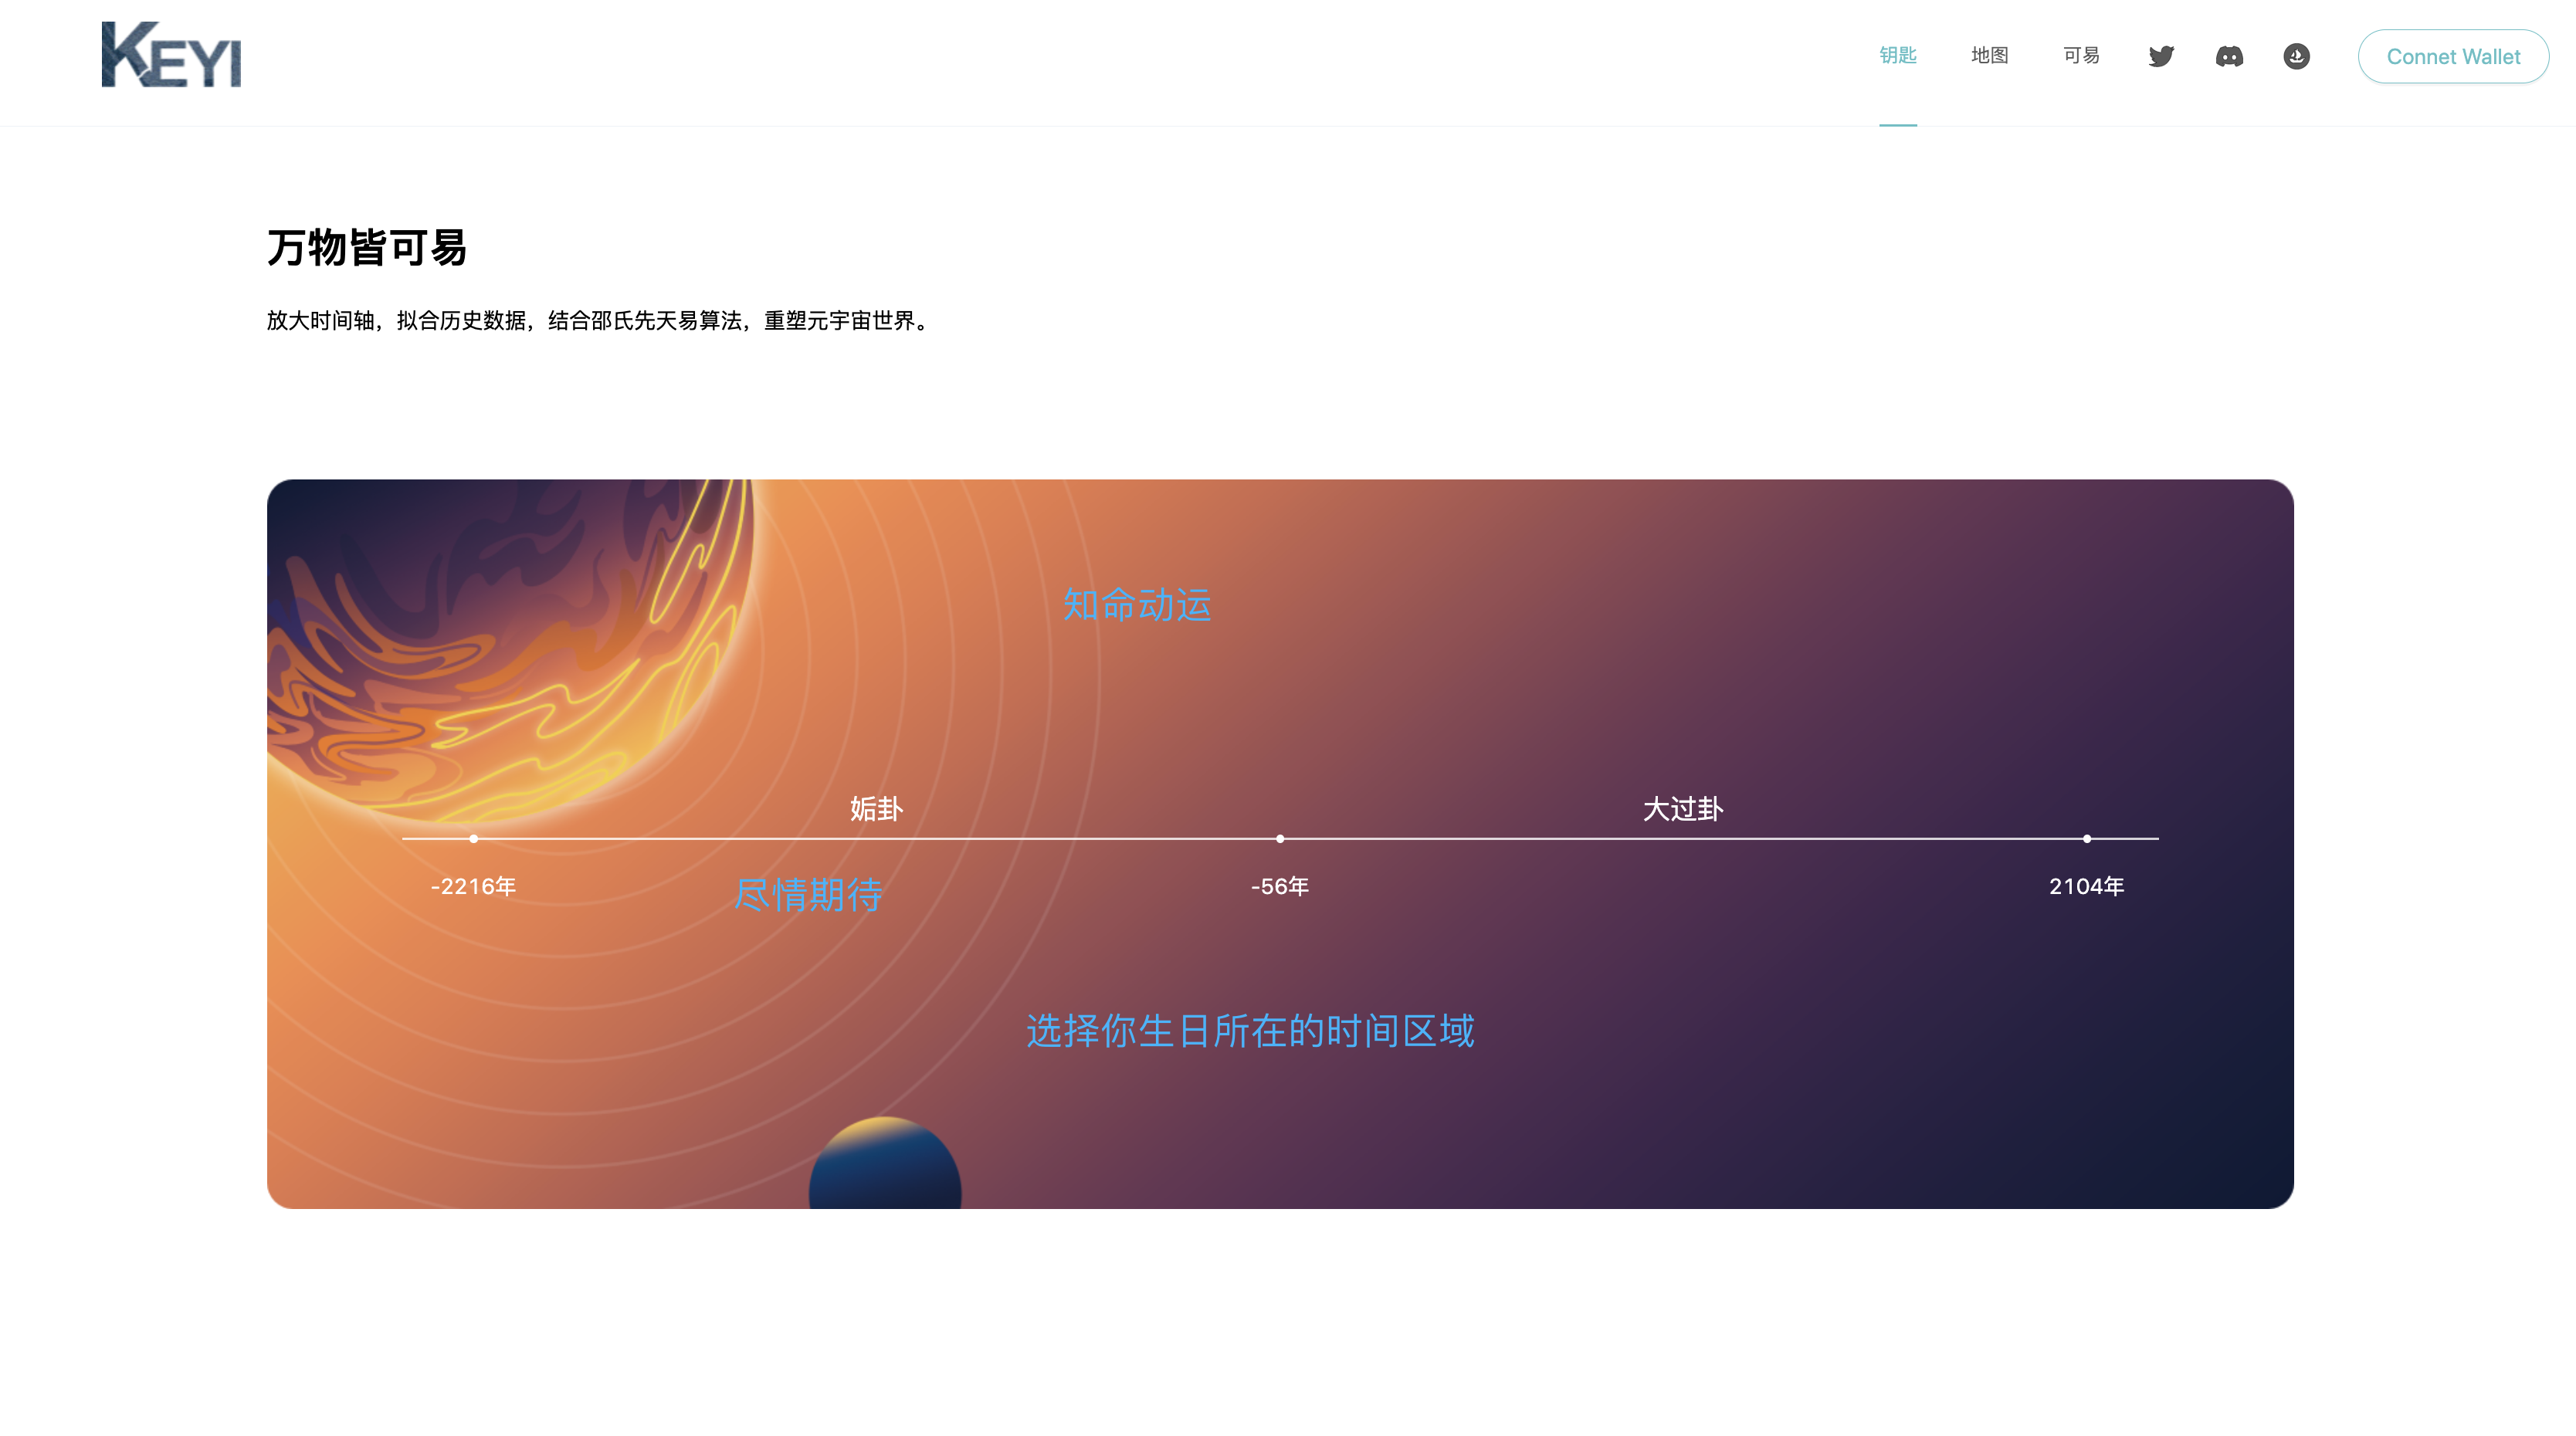 KEYI
钥匙
地图
可易
Connet Wallet
万物皆可易
放大时间轴，拟合历史数据，结合邵氏先天易算法，重塑元宇宙世界。
知命动运
姤卦
大过卦
-2216年
尽情期待
-56年
2104年
选择你生日所在的时间区域